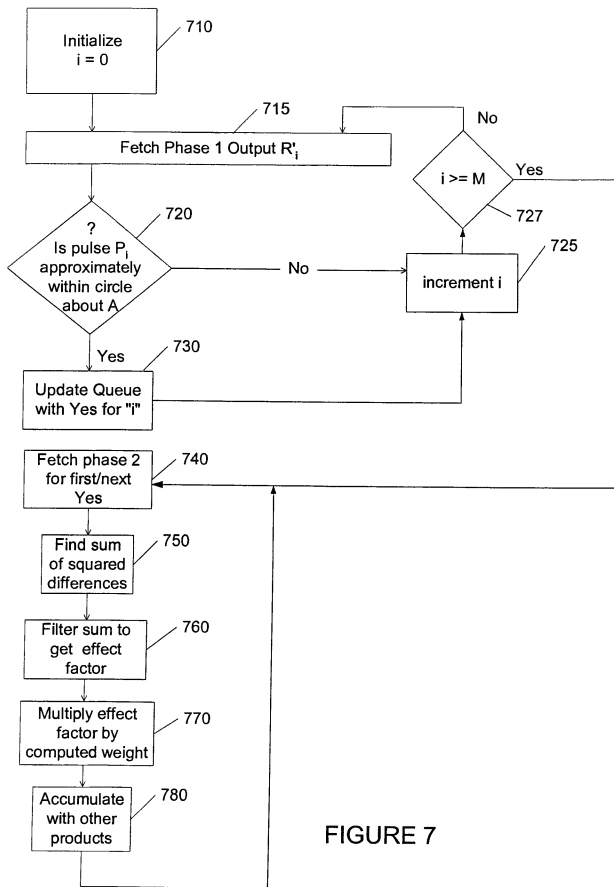 Initialize
i = 0
710
715
Fetch Phase 1 Output R'i
No
i >= M
Yes
727
?
Is pulse Pi
approximately
within circle
about A
720
No
increment i
725
Yes
730
Update Queue
with Yes for "i"
Fetch phase 2
for first/next
Yes
740
Find sum
of squared
differences
750
Filter sum to
get effect
factor
760
Multiply effect
factor by
computed weight
770
Accumulate
with other
products
780
FIGURE 7